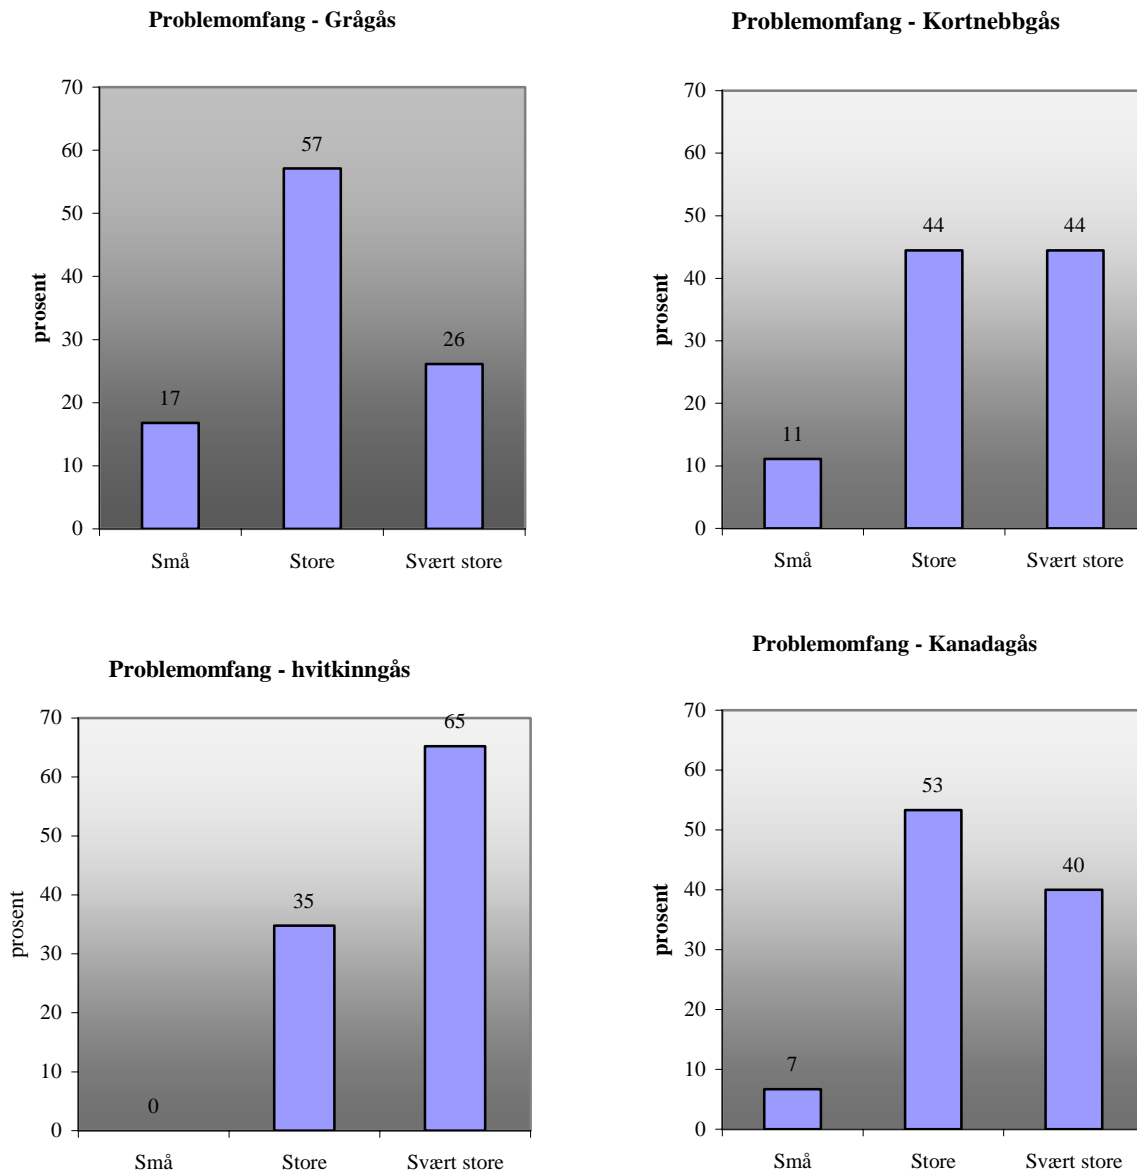 Problemomfang - Grågås
70
60
50
40
30
20
10
0
prosent
17
57
26
Små
Store
Svært store
Problemomfang - Kortnebbgås
70
60
50
40
30
20
10
0
prosent
11
44
44
Små
Store
Svært store
Problemomfang - hvitkinngås
70
60
50
40
30
20
10
0
prosent
0
35
65
Små
Store
Svært store
Problemomfang - Kanadagås
70
60
50
40
30
20
10
0
prosent
7
53
40
Små
Store
Svært store